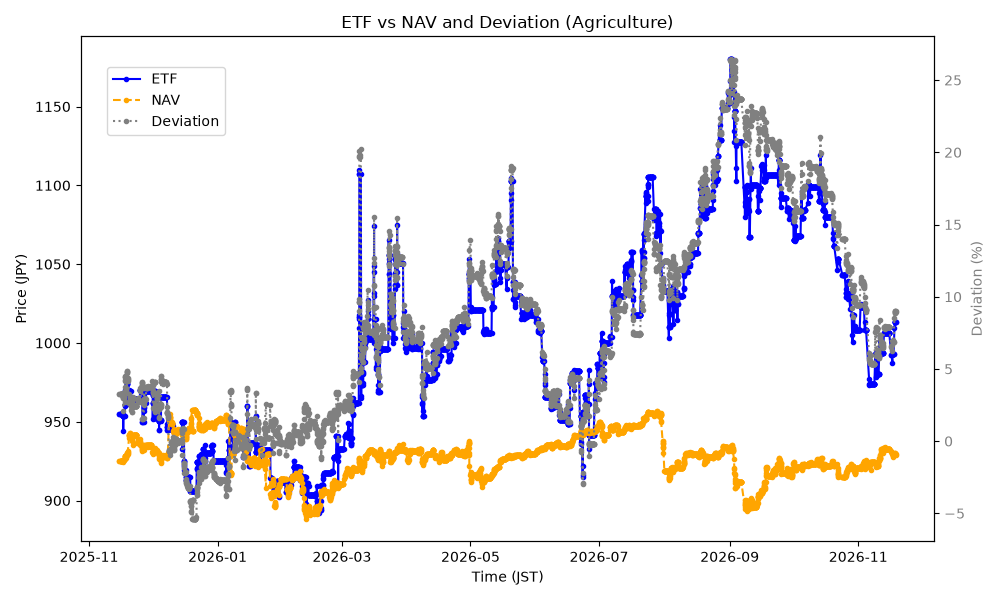 ETF vs NAV and Deviation (Agriculture)
ETF
NAV
Deviation
Price (JPY)
1150
1100
1050
1000
950
900
25
20
15
10
5
0
−5
Deviation (%)
2025-11
2026-01
2026-03
2026-05
2026-07
2026-09
2026-11
Time (JST)